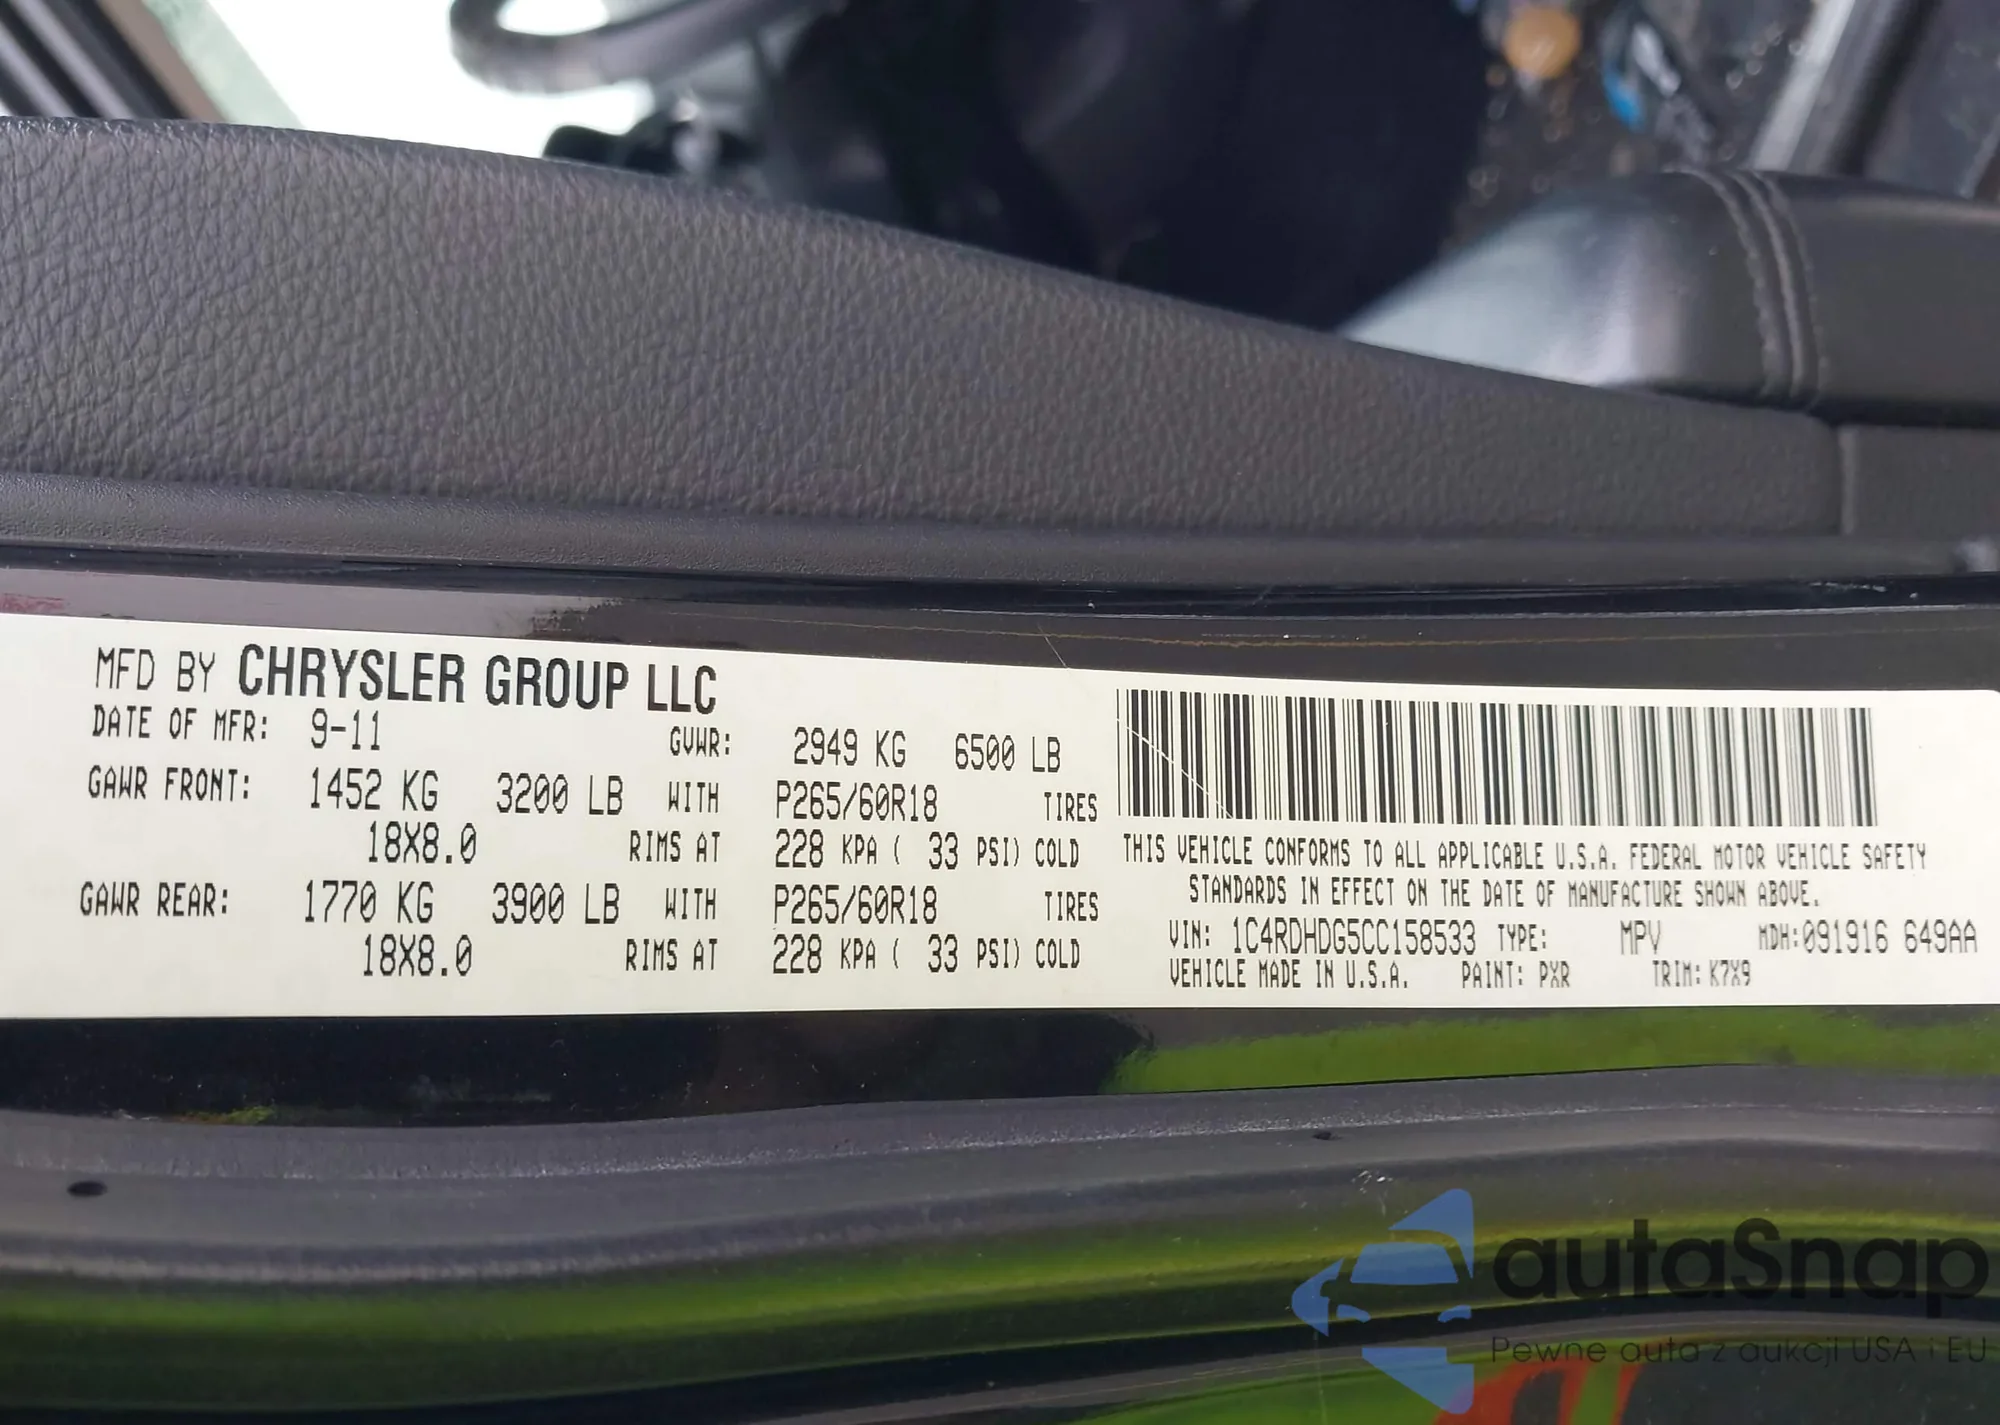 MFD BY CHRYSLER GROUP LLC
DATE OF MFR: 9-11 GVWR: 2949 KG 6500 LB
GAWR FRONT: 1452 KG 3200 LB WITH P265/60R18 TIRES
18X8.0 RIMS AT 228 KPA ( 33 PSI) COLD
GAWR REAR: 1770 KG 3900 LB WITH P265/60R18 TIRES
18X8.0 RIMS AT 228 KPA ( 33 PSI) COLD
THIS VEHICLE CONFORMS TO ALL APPLICABLE U.S.A. FEDERAL MOTOR VEHICLE SAFETY
STANDARDS IN EFFECT ON THE DATE OF MANUFACTURE SHOWN ABOVE.
VIN: 1C4RDHDG5CC158533 TYPE: MPV MDH:091916 649AA
VEHICLE MADE IN U.S.A. PAINT: PXR TRIM: K7X9
autaSnap
Pewne auta z aukcji USA i EU